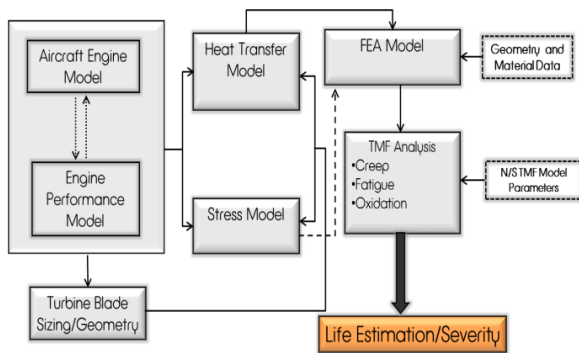 Aircraft Engine
Model
Engine
Performance
Model
Turbine Blade
Sizing/Geometry
Heat Transfer
Model
Stress Model
FEA Model
Geometry and
Material Data
TMF Analysis
•Creep
•Fatigue
•Oxidation
N/S TMF Model
Parameters
Life Estimation/Severity